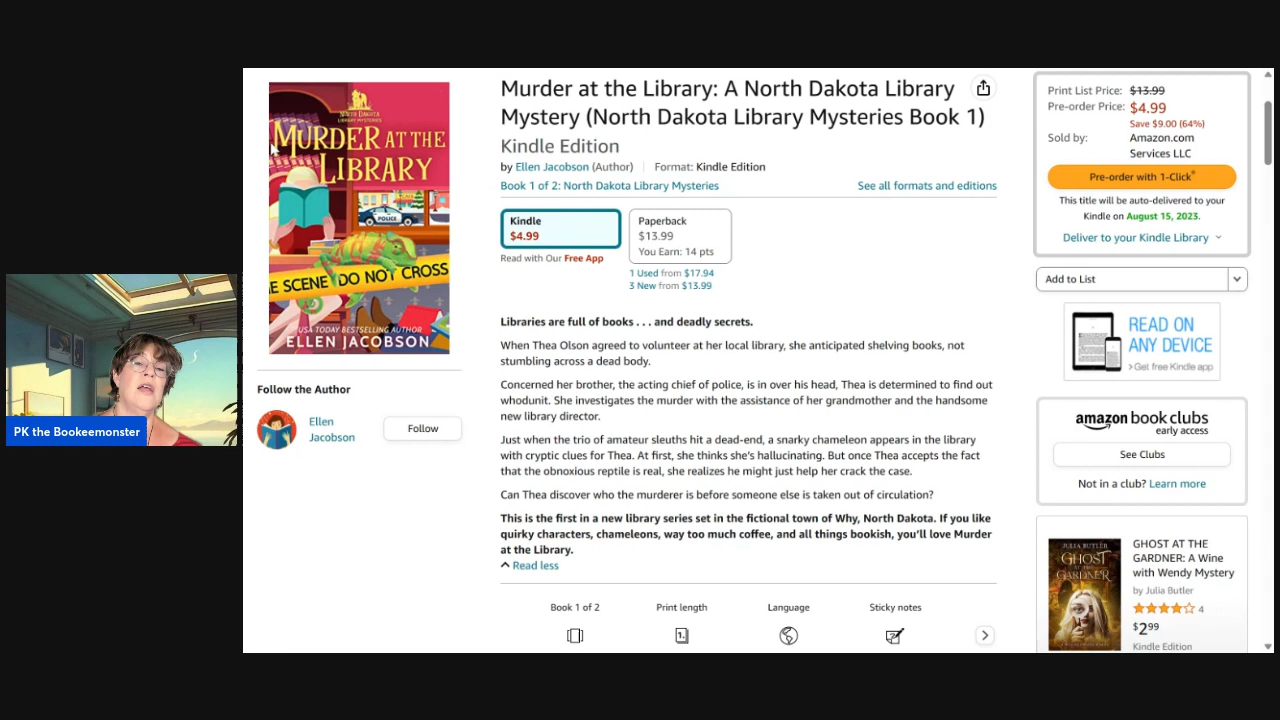 PK the Bookeemonster
NORTH DAKOTA
LIBRARY MYSTERIES
MURDER AT THE
LIBRARY
POLICE
E SCENE DO NOT CROSS
USA TODAY BESTSELLING AUTHOR
ELLEN JACOBSON
Follow the Author
Ellen
Jacobson
Follow
Murder at the Library: A North Dakota Library
Mystery (North Dakota Library Mysteries Book 1)
Kindle Edition
by Ellen Jacobson (Author) Format: Kindle Edition
Book 1 of 2: North Dakota Library Mysteries See all formats and editions
Kindle
$4.99
Read with Our Free App
Paperback
$13.99
You Earn: 14 pts
1 Used from $17.94
3 New from $13.99
Libraries are full of books . . . and deadly secrets.
When Thea Olson agreed to volunteer at her local library, she anticipated shelving books, not
stumbling across a dead body.
Concerned her brother, the acting chief of police, is in over his head, Thea is determined to find out
whodunit. She investigates the murder with the assistance of her grandmother and the handsome
new library director.
Just when the trio of amateur sleuths hit a dead-end, a snarky chameleon appears in the library
with cryptic clues for Thea. At first, she thinks she's hallucinating. But once Thea accepts the fact
that the obnoxious reptile is real, she realizes he might just help her crack the case.
Can Thea discover who the murderer is before someone else is taken out of circulation?
This is the first in a new library series set in the fictional town of Why, North Dakota. If you like
quirky characters, chameleons, way too much coffee, and all things bookish, you'll love Murder
at the Library.
Read less
Book 1 of 2 Print length Language Sticky notes
Print List Price: $13.99
Pre-order Price: $4.99
Save $9.00 (64%)
Sold by: Amazon.com
Services LLC
Pre-order with 1-Click®
This title will be auto-delivered to your
Kindle on August 15, 2023.
Deliver to your Kindle Library
Add to List
READ ON
ANY DEVICE
› Get free Kindle app
amazon book clubs
early access
See Clubs
Not in a club? Learn more
JULIA BUTLER
GHOST
AT THE
GARDNER
GHOST AT THE
GARDNER: A Wine
with Wendy Mystery
by Julia Butler
4
$2.99
Kindle Edition